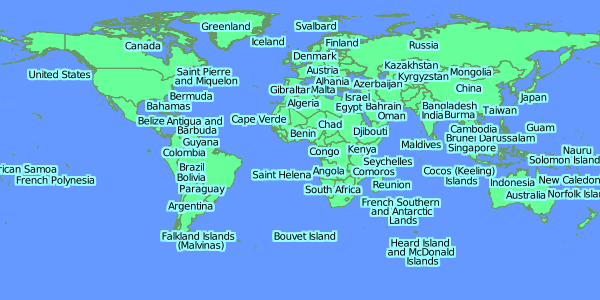 Greenland
Svalbard
Iceland
Finland
Canada
Russia
Denmark
Kazakhstan
Austria
Mongolia
United States
Saint Pierre
and Miquelon
Kyrgyzstan
Albania
Azerbaijan
China
Gibraltar
Malta
Bermuda
Israel
Japan
Bahamas
Algeria
Egypt
Bahrain
Bangladesh
Taiwan
Oman
India
Burma
Belize
Antigua and
Barbuda
Cape Verde
Chad
Benin
Djibouti
Cambodia
Guam
Brunei Darussalam
Guyana
Maldives
Singapore
Colombia
Congo
Kenya
Nauru
Seychelles
Solomon Island
Brazil
Bolivia
rican Samoa
French Polynesia
Saint Helena
Angola
Comoros
Cocos (Keeling)
Islands
Indonesia
New Caledon
Paraguay
South Africa
Reunion
Australia
Norfolk Islan
Argentina
French Southern
and Antarctic
Lands
Falkland Islands
(Malvinas)
Bouvet Island
Heard Island
and McDonald
Islands